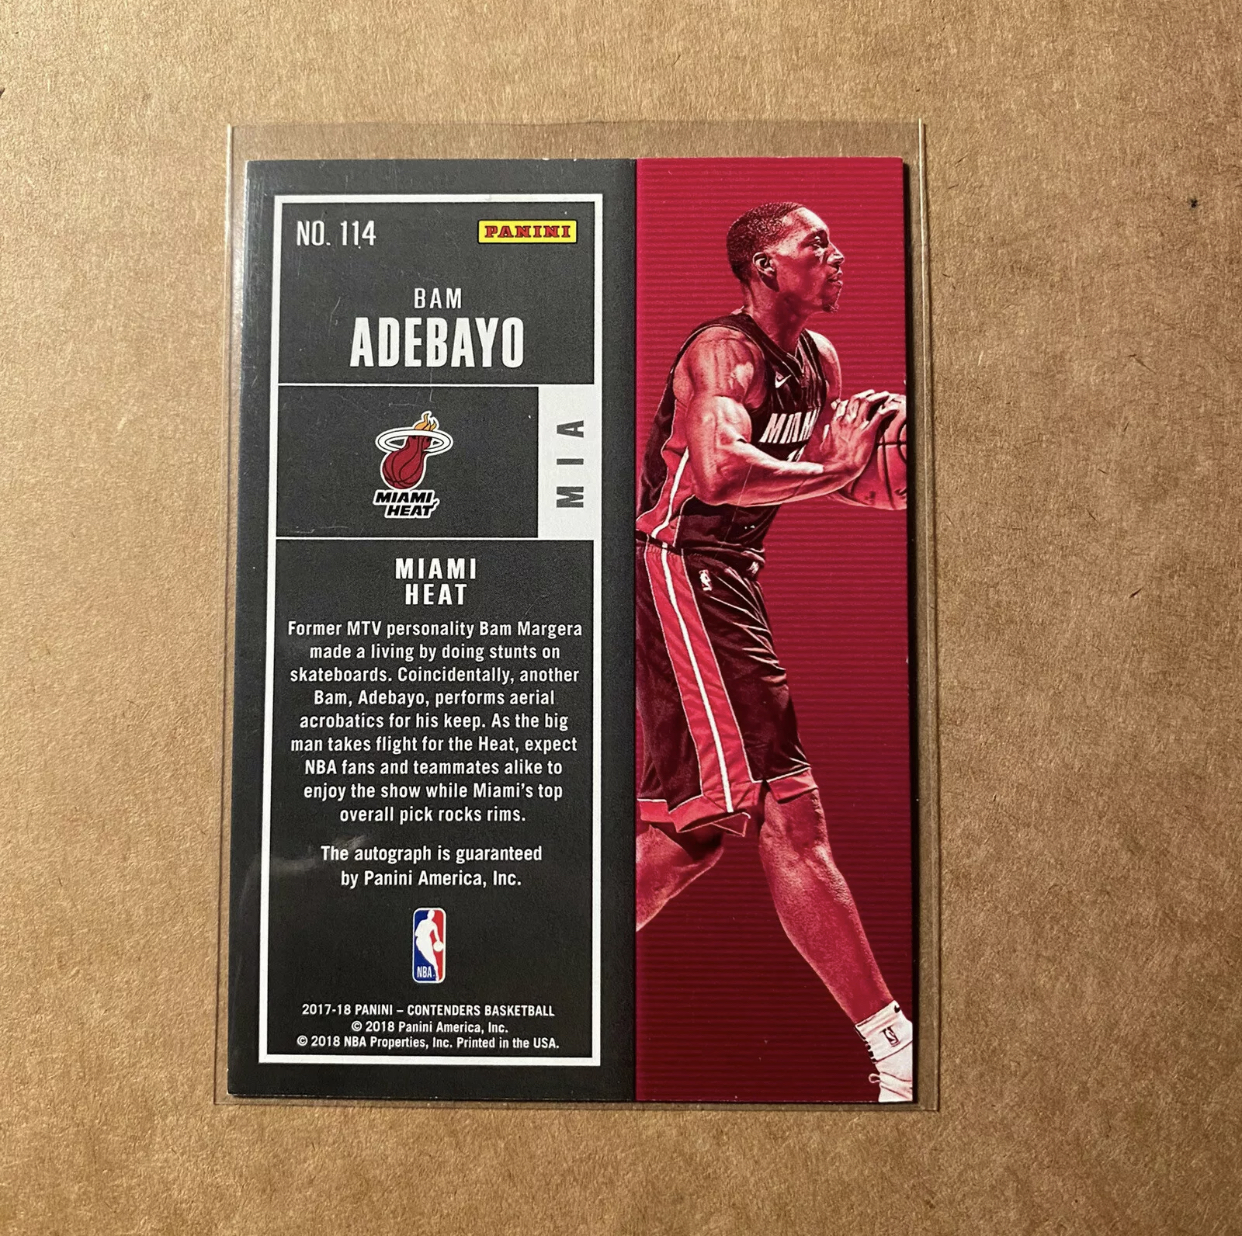 NO. 114
PANINI
BAM
ADEBAYO
MIAMI
HEAT
MIA
MIAMI
HEAT
Former MTV personality Bam Margera
made a living by doing stunts on
skateboards. Coincidentally, another
Bam, Adebayo, performs aerial
acrobatics for his keep. As the big
man takes flight for the Heat, expect
NBA fans and teammates alike to
enjoy the show while Miami's top
overall pick rocks rims.
The autograph is guaranteed
by Panini America, Inc.
NBA
2017-18 PANINI – CONTENDERS BASKETBALL
© 2018 Panini America, Inc.
© 2018 NBA Properties, Inc. Printed in the USA.
MIAMI